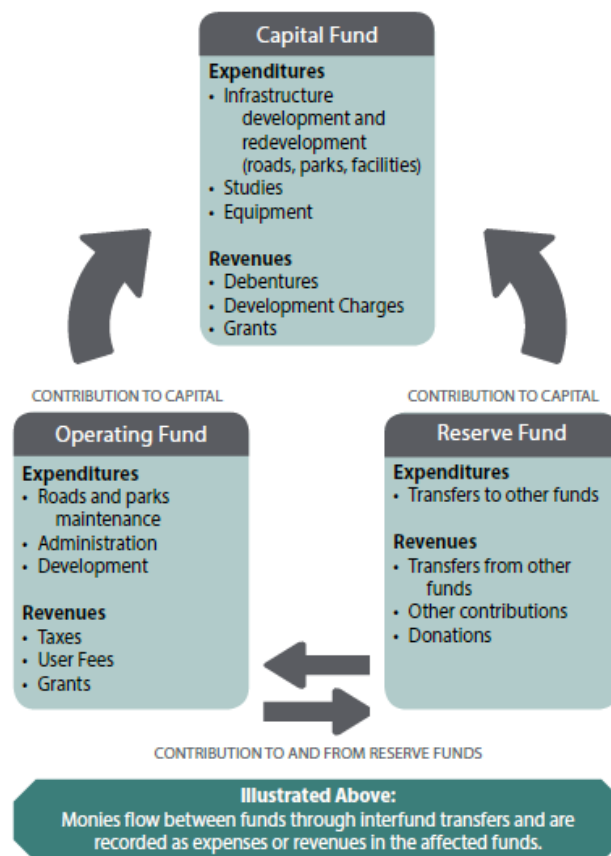 Capital Fund
Expenditures
• Infrastructure
development and
redevelopment
(roads, parks, facilities)
• Studies
• Equipment
Revenues
• Debentures
• Development Charges
• Grants
CONTRIBUTION TO CAPITAL
CONTRIBUTION TO CAPITAL
Operating Fund
Expenditures
• Roads and parks
maintenance
• Administration
• Development
Revenues
• Taxes
• User Fees
• Grants
Reserve Fund
Expenditures
• Transfers to other funds
Revenues
• Transfers from other
funds
• Other contributions
• Donations
CONTRIBUTION TO AND FROM RESERVE FUNDS
Illustrated Above:
Monies flow between funds through interfund transfers and are
recorded as expenses or revenues in the affected funds.